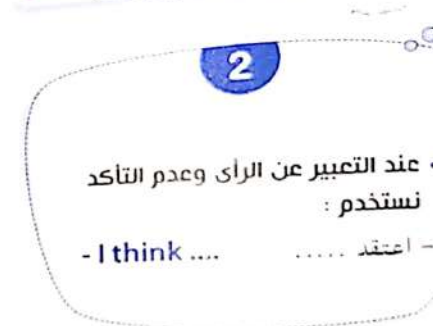 2
• عند التعبير عن الرأى وعدم التأكد
نستخدم :
- I think .... – اعتقد .....